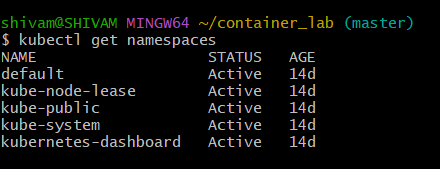 shivam@SHIVAM MINGW64 ~/container_lab (master)
$ kubectl get namespaces
NAME                   STATUS   AGE
default                Active   14d
kube-node-lease        Active   14d
kube-public            Active   14d
kube-system            Active   14d
kubernetes-dashboard   Active   14d